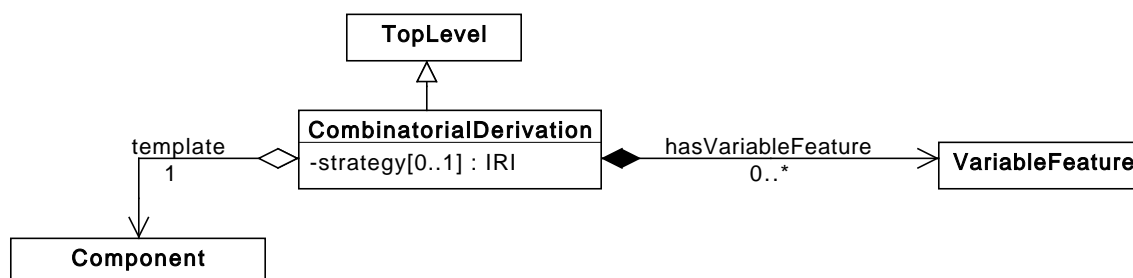 TopLevel
CombinatorialDerivation
-strategy[0..1] : IRI
template
1
hasVariableFeature
0..*
VariableFeature
Component